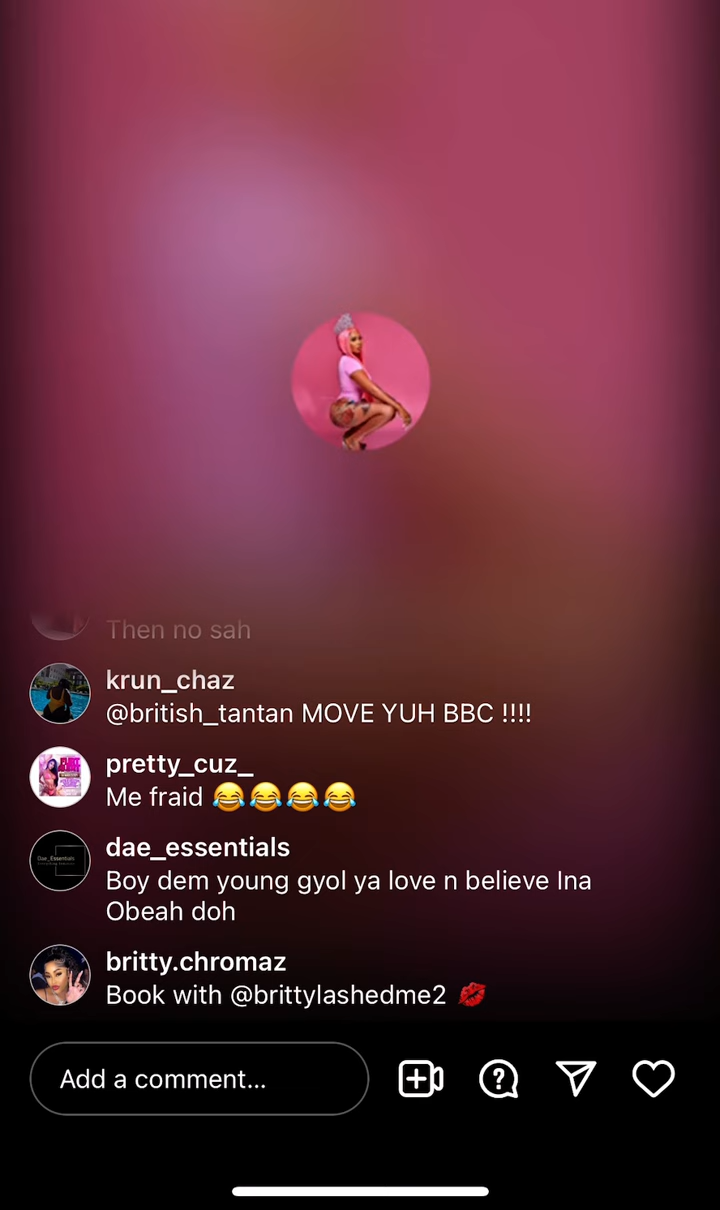 Then no sah
krun_chaz
@british_tantan MOVE YUH BBC !!!!
pretty_cuz_
Me fraid 😂😂😂😂
Dae_Essentials
dae_essentials
Boy dem young gyol ya love n believe Ina
Obeah doh
britty.chromaz
Book with @brittylashedme2 💋
Add a comment...